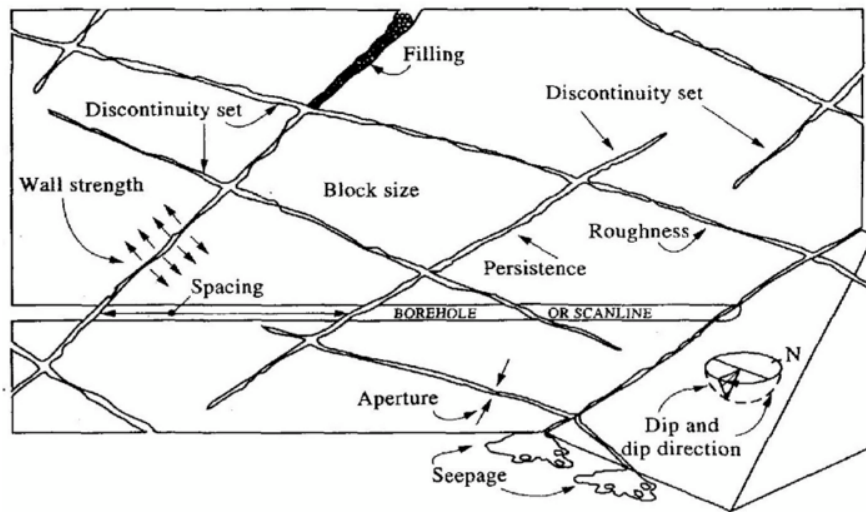 Filling
Discontinuity set
Discontinuity set
Wall strength
Block size
Roughness
Persistence
Spacing
BOREHOLE OR SCANLINE
N
Aperture
Dip and
dip direction
Seepage